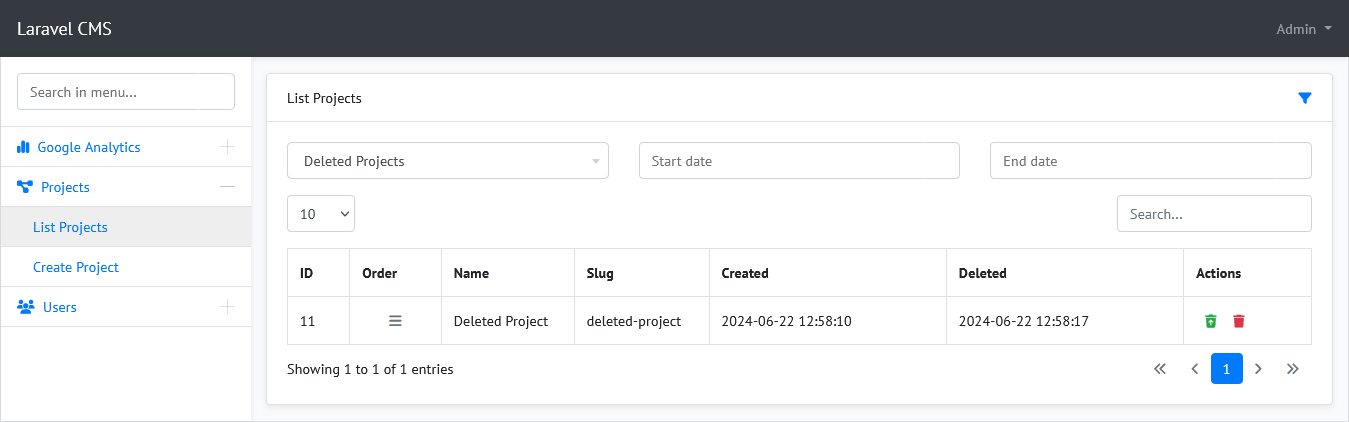 Laravel CMS
Admin
Search in menu...
Google Analytics
Projects
List Projects
Create Project
Users
List Projects
Deleted Projects
Start date
End date
10
Search...
ID Order Name Slug Created Deleted Actions
11 Deleted Project deleted-project 2024-06-22 12:58:10 2024-06-22 12:58:17
Showing 1 to 1 of 1 entries
1